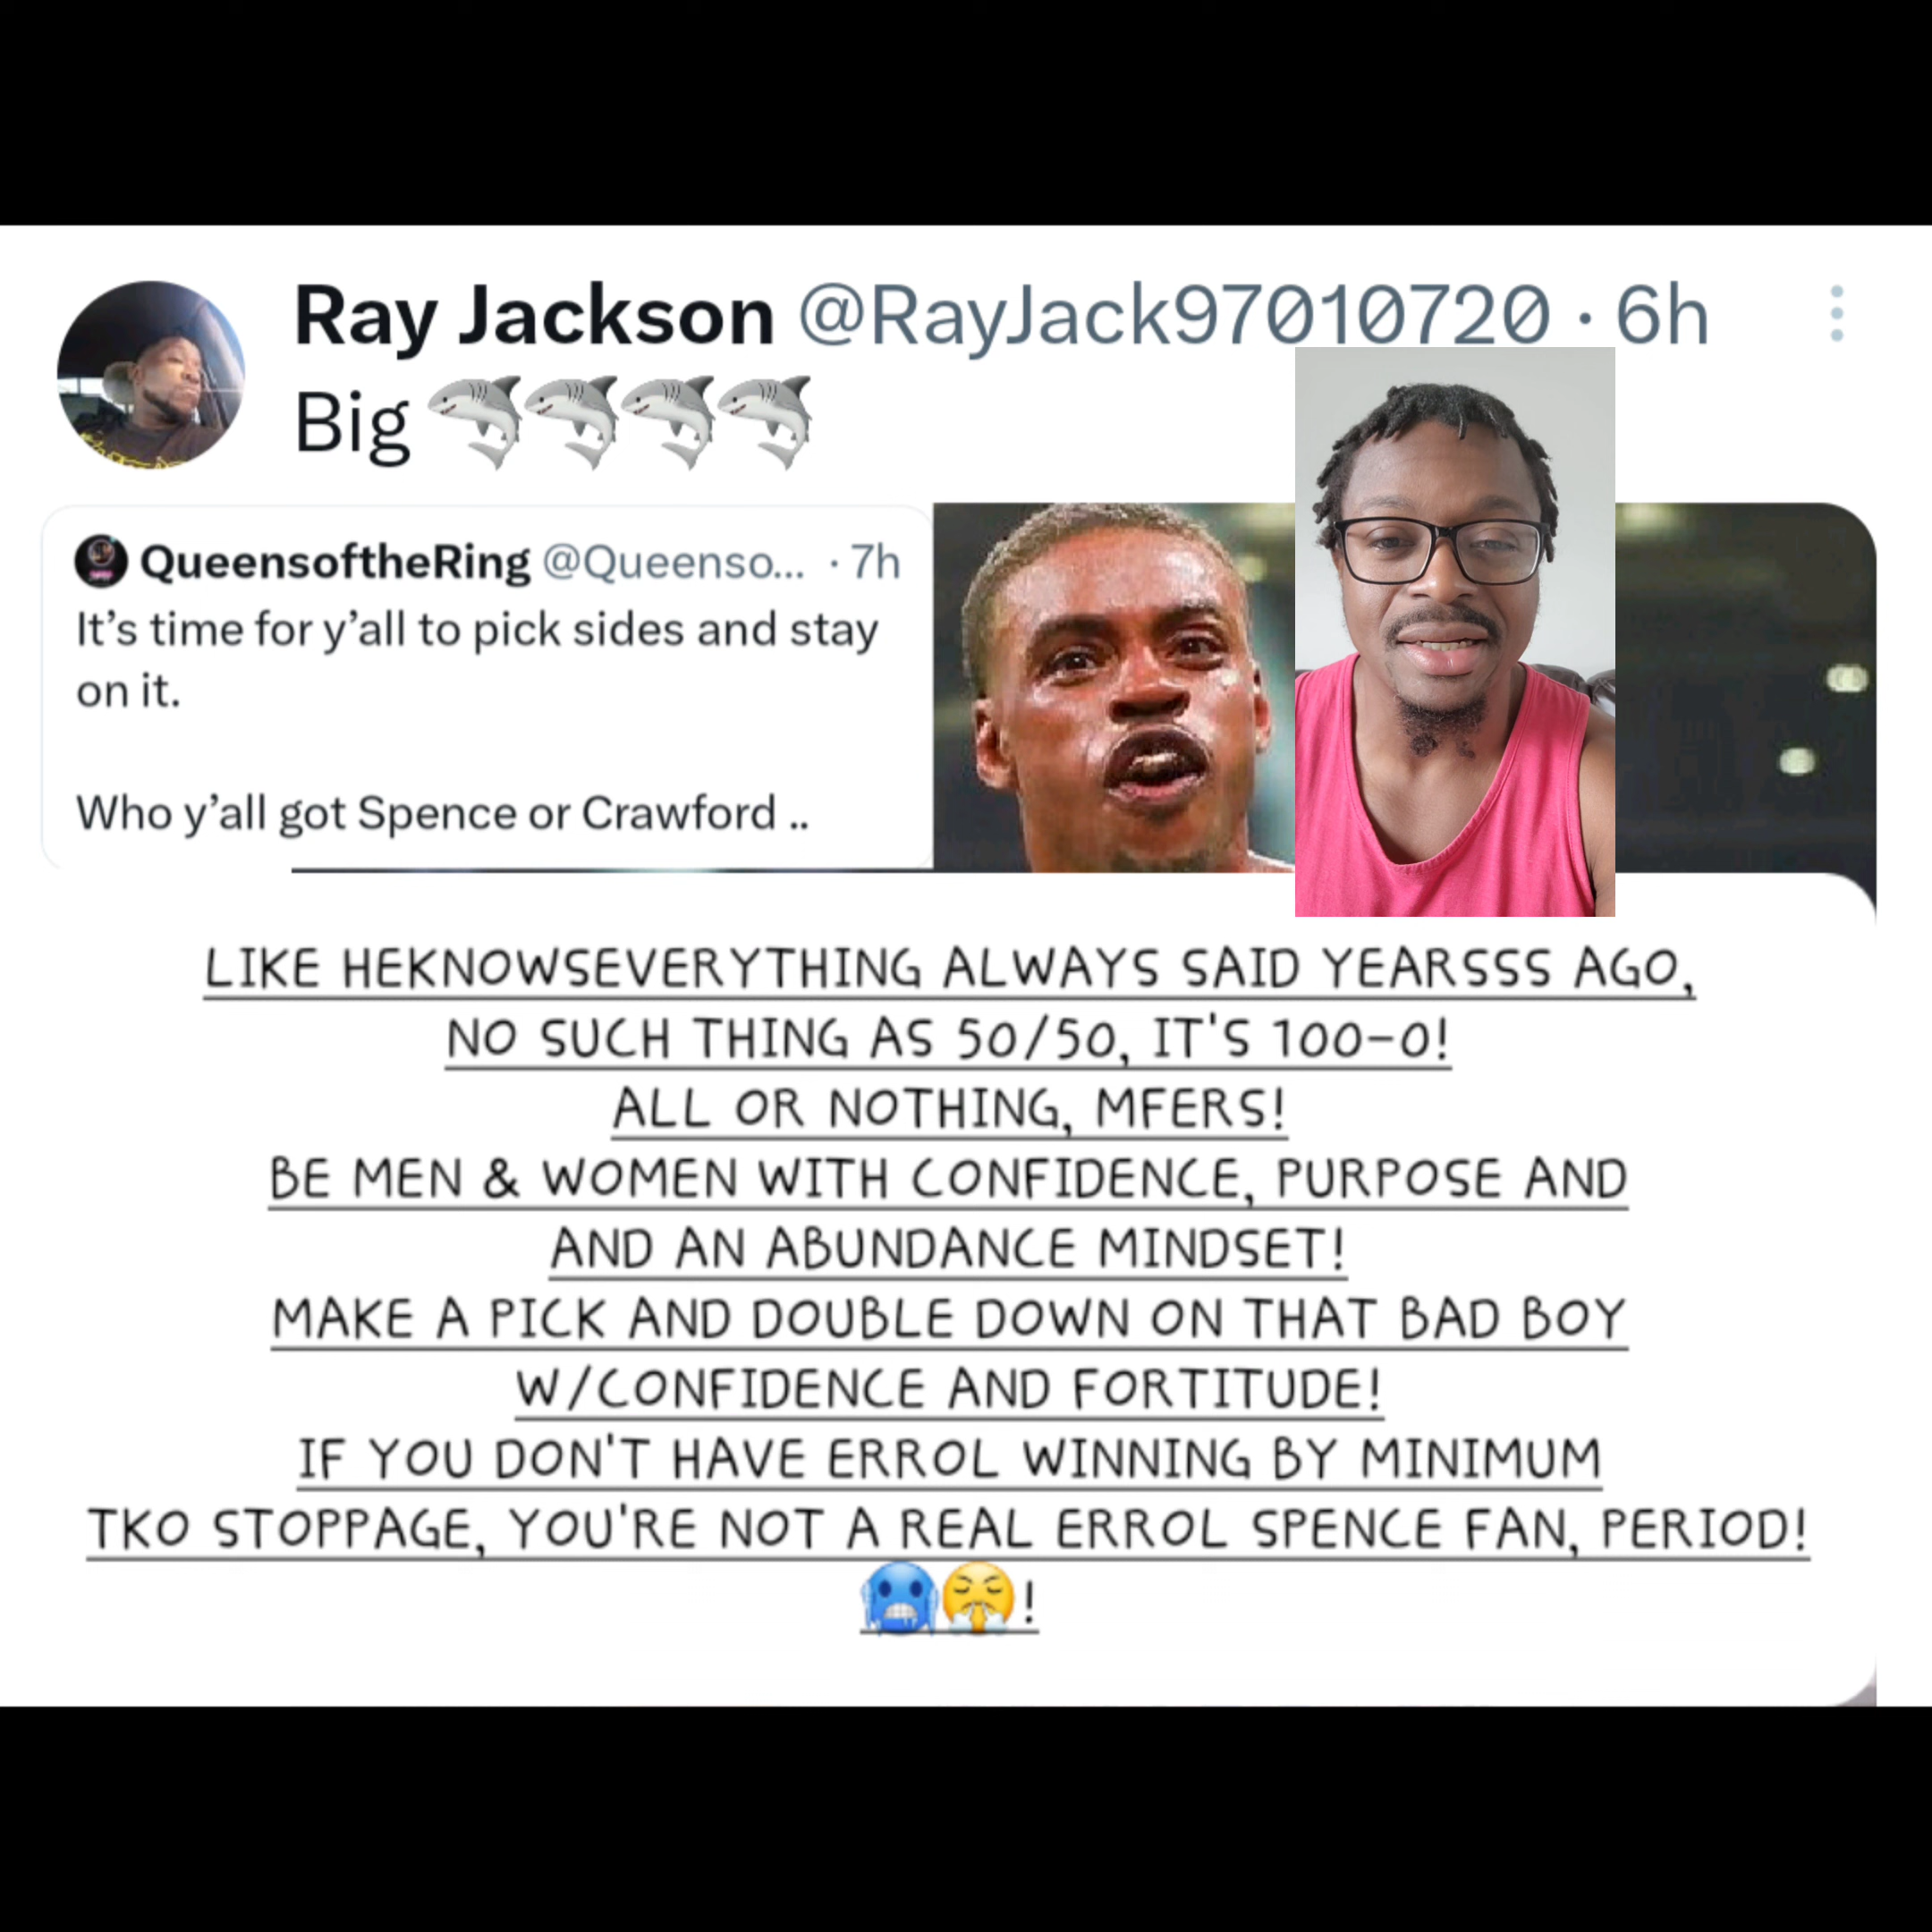 Ray Jackson @RayJack97010720 · 6h
Big 🦈🦈🦈🦈
QueensoftheRing @Queenso... · 7h
It's time for y'all to pick sides and stay
on it.
Who y'all got Spence or Crawford ..
LIKE HEKNOWSEVERYTHING ALWAYS SAID YEARSSS AGO,
NO SUCH THING AS 50/50, IT'S 100-0!
ALL OR NOTHING, MFERS!
BE MEN & WOMEN WITH CONFIDENCE, PURPOSE AND
AND AN ABUNDANCE MINDSET!
MAKE A PICK AND DOUBLE DOWN ON THAT BAD BOY
W/CONFIDENCE AND FORTITUDE!
IF YOU DON'T HAVE ERROL WINNING BY MINIMUM
TKO STOPPAGE, YOU'RE NOT A REAL ERROL SPENCE FAN, PERIOD!
🥶😤!